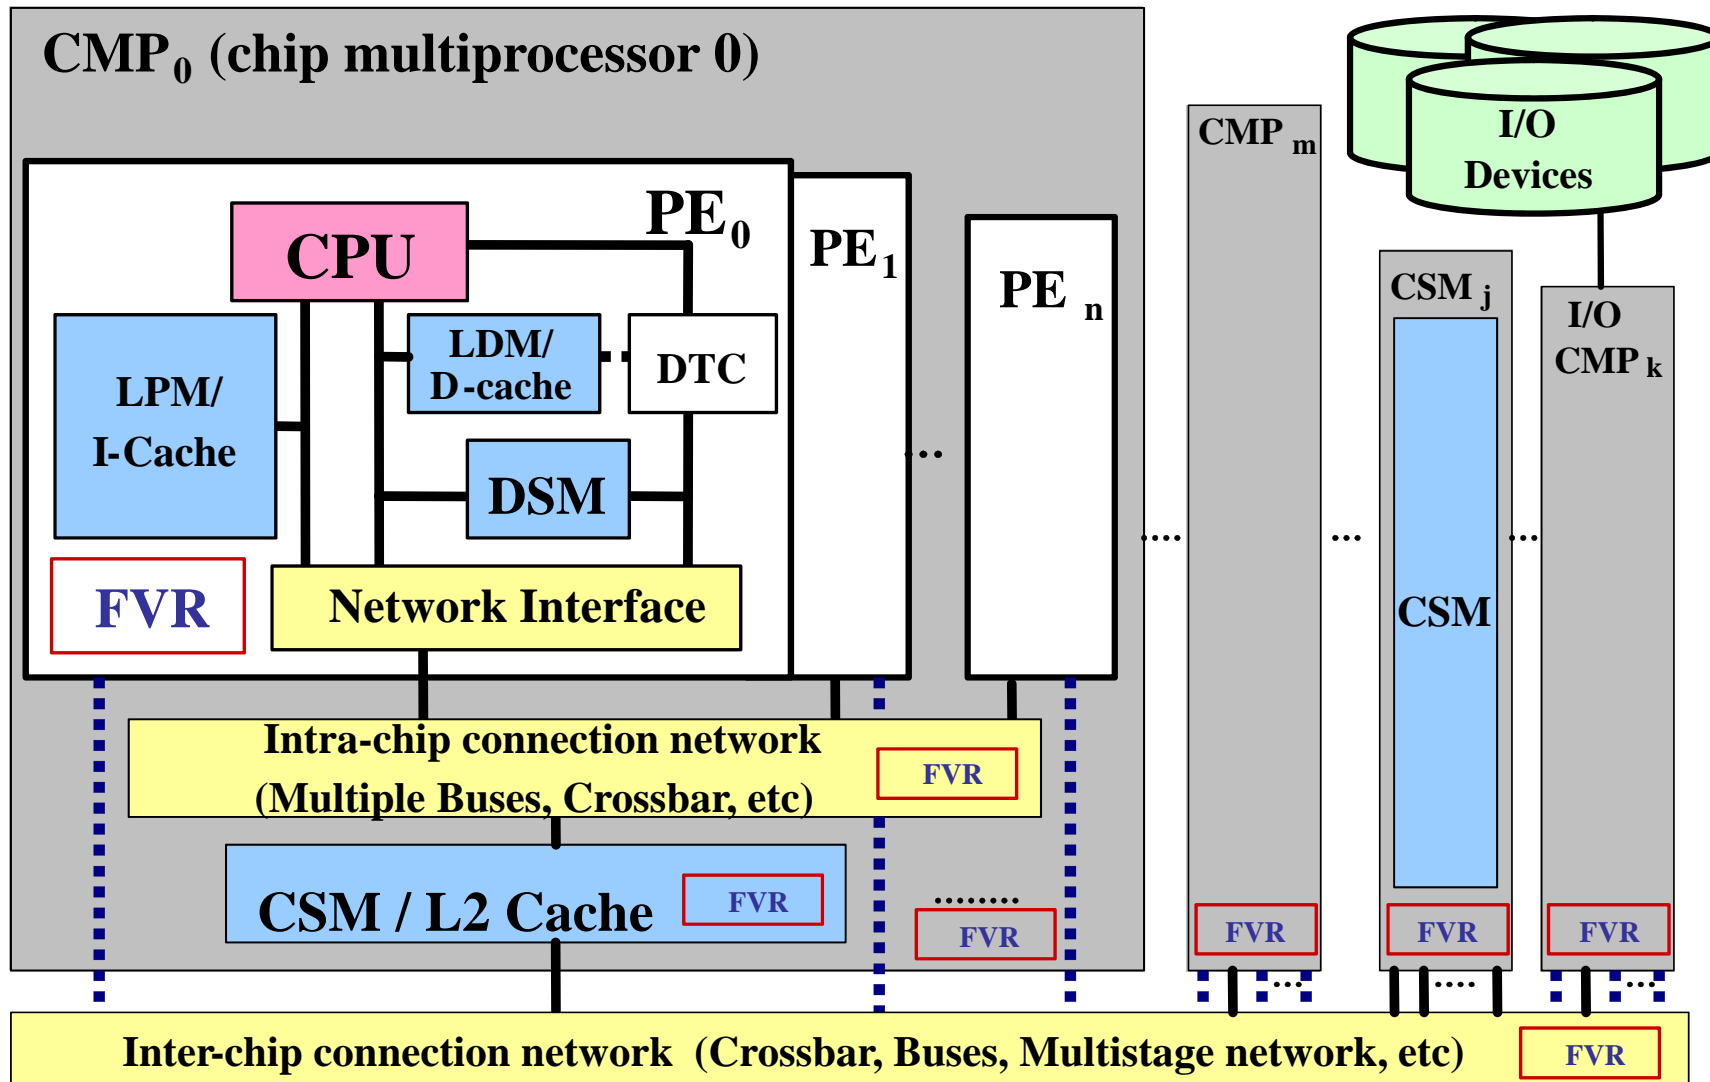 CMP0 (chip multiprocessor 0)
PE0
CPU
LPM/
I-Cache
LDM/
D-cache
DTC
DSM
FVR
Network Interface
PE1
...
PE n
Intra-chip connection network
(Multiple Buses, Crossbar, etc)
FVR
CSM / L2 Cache
FVR
........
FVR
....
CMP m
FVR
....
...
CSM j
CSM
FVR
....
...
I/O
Devices
I/O
CMP k
FVR
...
Inter-chip connection network (Crossbar, Buses, Multistage network, etc)
FVR